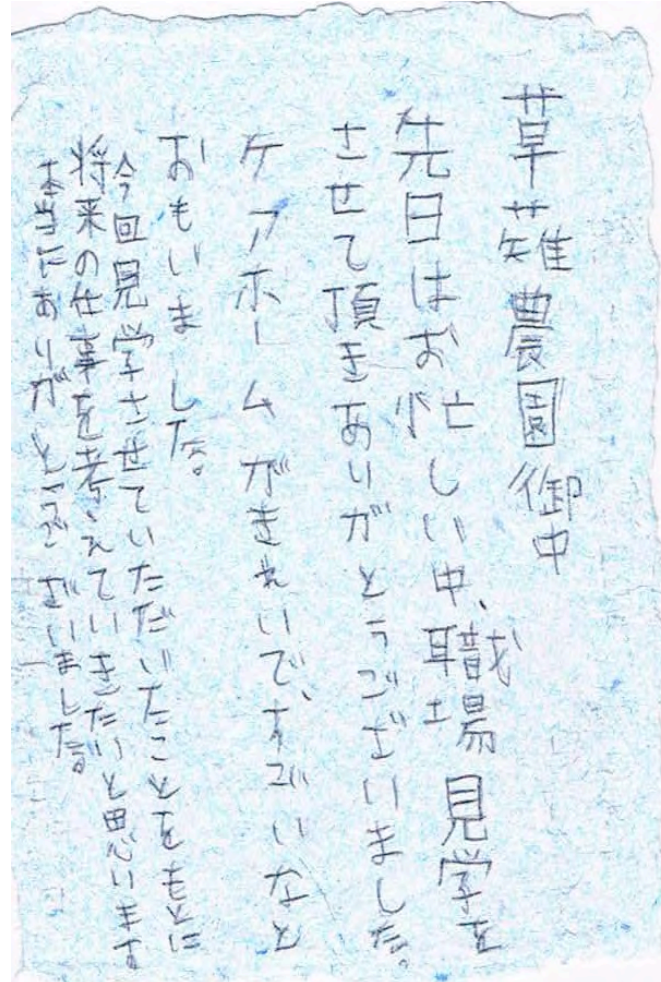 草薙農園御中
先日はお忙しい中、職場見学を
させて頂きありがとうございました。
ケアホームがきれいで、すごいなと
おもいました。
今回見学させていただいたことをもとに
将来の仕事を考えていきたいと思います
本当にありがとうございました。